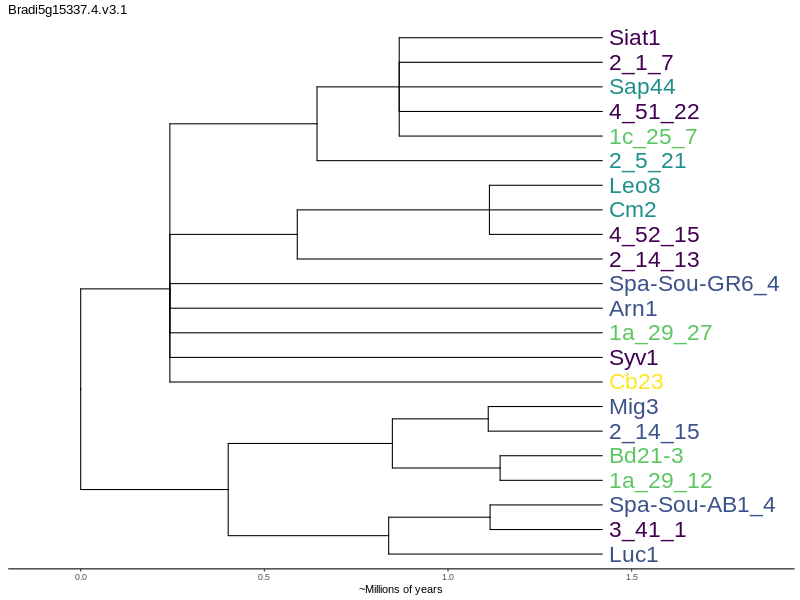 Bradi5g15337.4.v3.1
Siat1
2_1_7
Sap44
4_51_22
1c_25_7
2_5_21
Leo8
Cm2
4_52_15
2_14_13
Spa-Sou-GR6_4
Arn1
1a_29_27
Syv1
Cb23
Mig3
2_14_15
Bd21-3
1a_29_12
Spa-Sou-AB1_4
3_41_1
Luc1
0.0 0.5 1.0 1.5
~Millions of years